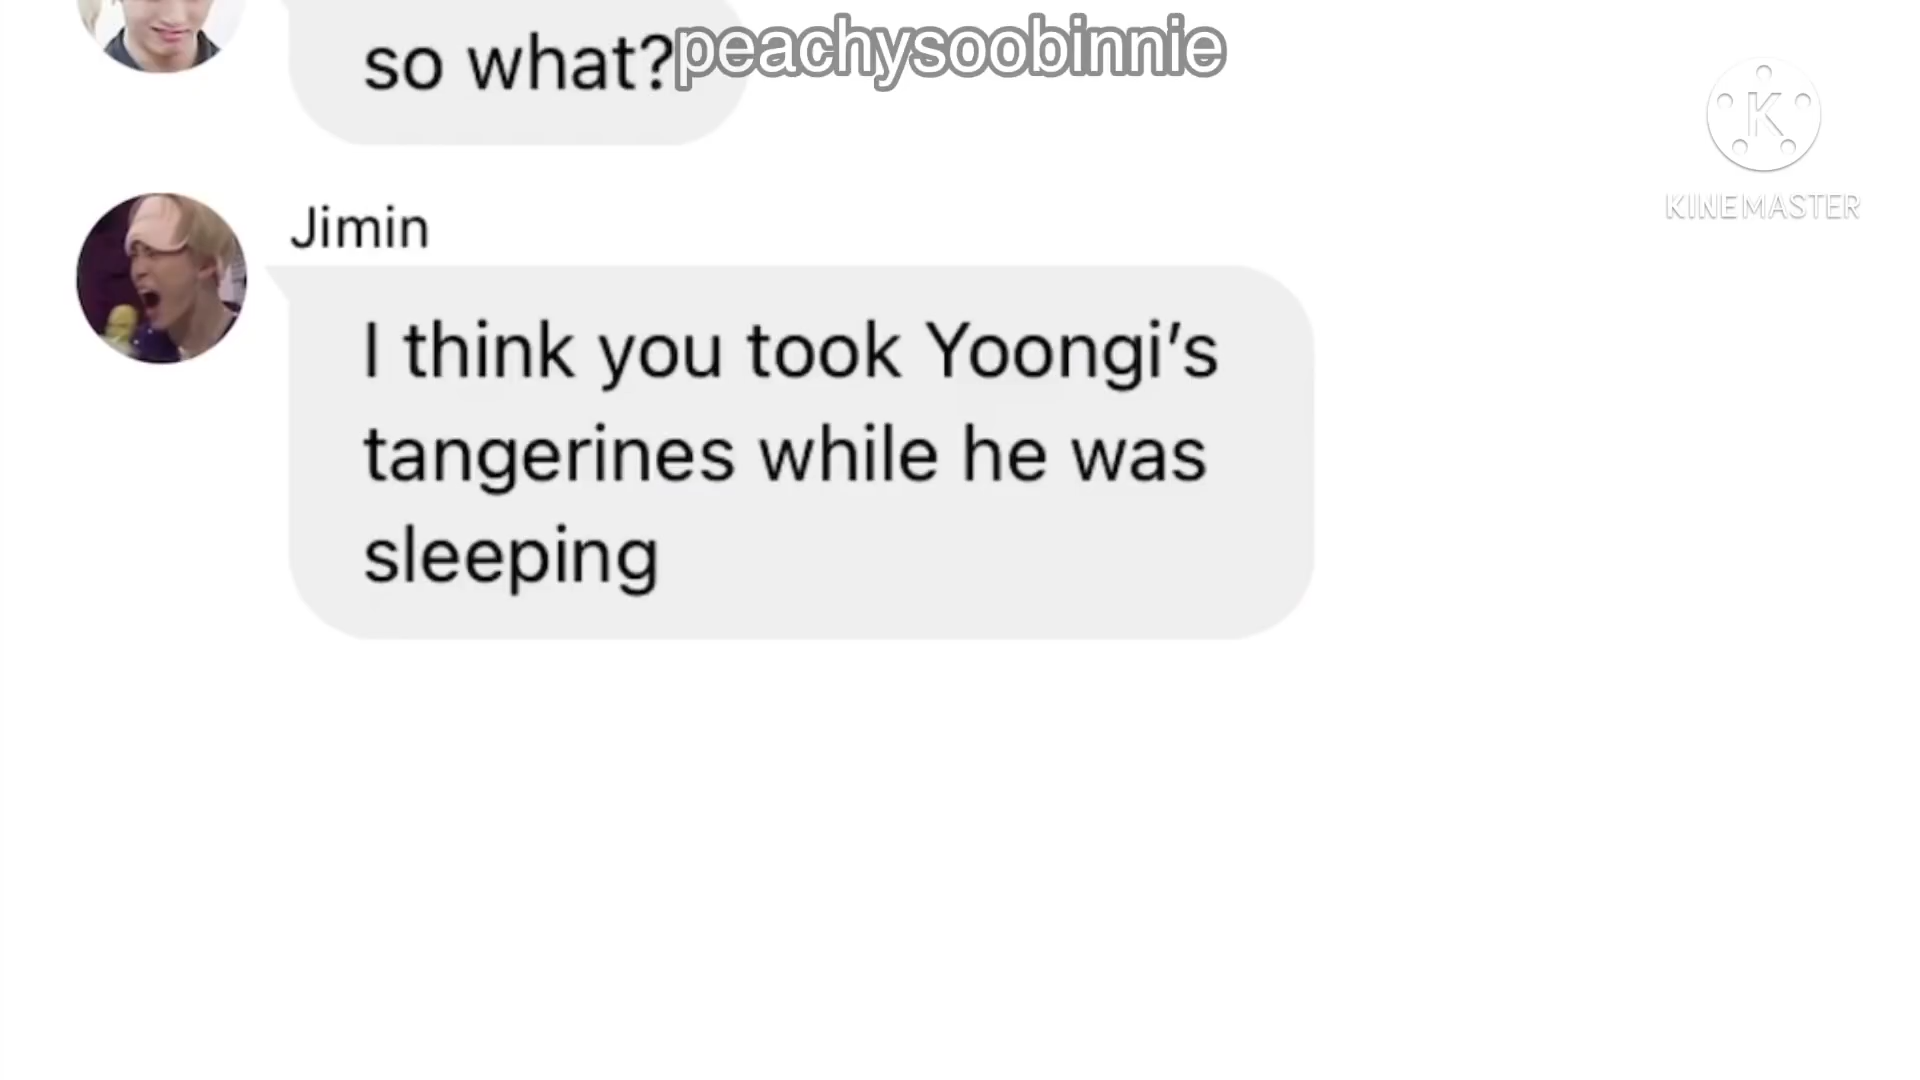 so what?
peachysoobinnie
K
KINEMASTER
Jimin
I think you took Yoongi's
tangerines while he was
sleeping